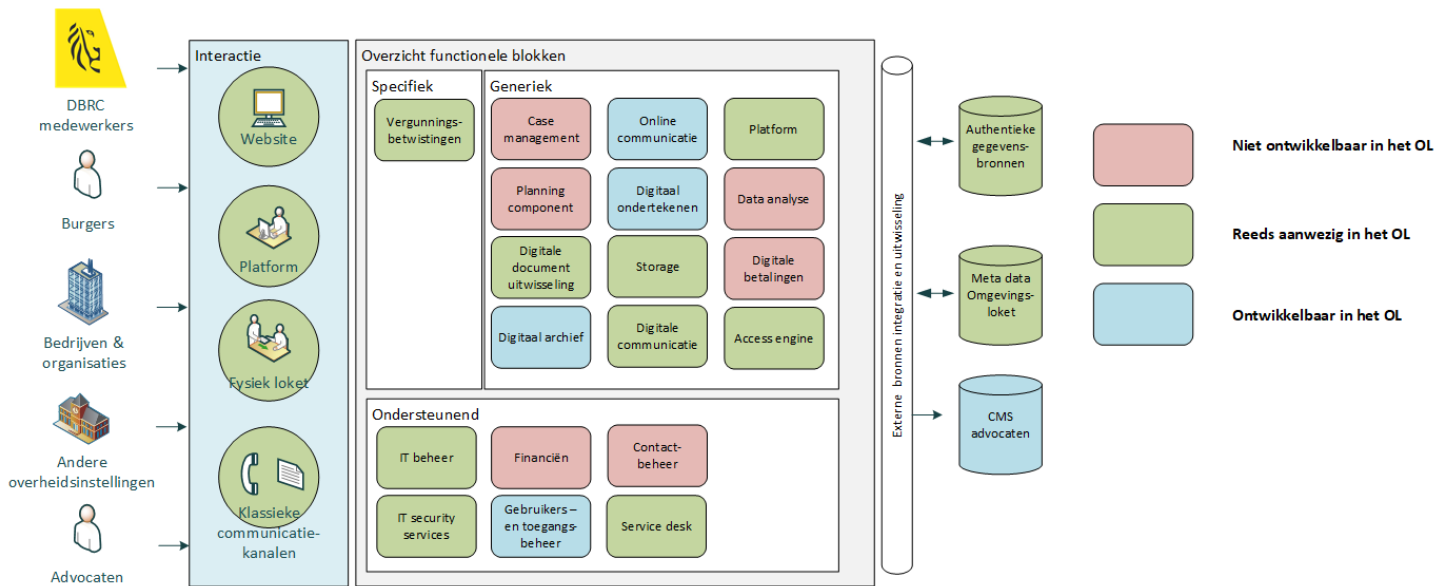 DBRC
medewerkers
Burgers
Bedrijven &
organisaties
Andere
overheidsinstellingen
Advocaten
Interactie
Website
Platform
Fysiek loket
Klassieke
communicatie-
kanalen
Overzicht functionele blokken
Specifiek
Vergunnings-
betwistingen
Generiek
Case
management
Online
communicatie
Platform
Planning
component
Digitaal
ondertekenen
Data analyse
Digitale
document
uitwisseling
Storage
Digitale
betalingen
Digitaal archief
Digitale
communicatie
Access engine
Ondersteunend
IT beheer
Financiën
Contact-
beheer
IT security
services
Gebruikers –
en toegangs-
beheer
Service desk
Externe bronnen integratie en uitwisseling
Authentieke
gegevens-
bronnen
Meta data
Omgevings-
loket
CMS
advocaten
Niet ontwikkelbaar in het OL
Reeds aanwezig in het OL
Ontwikkelbaar in het OL